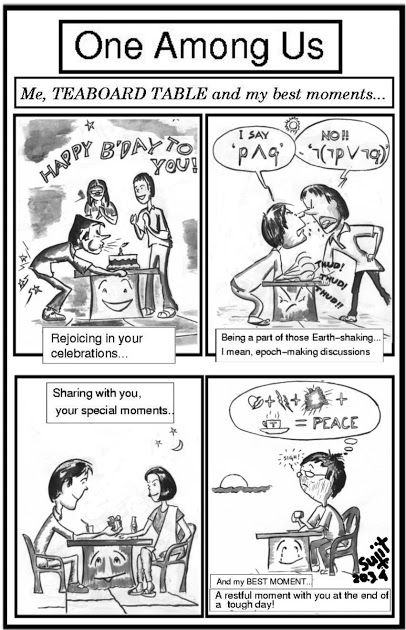 One Among Us
Me, TEABOARD TABLE and my best moments...
HAPPY B'DAY TO
YOU!
Rejoicing in your
celebrations...
I SAY
'p∧q'
NO!!
'¬(¬p∨¬q)'
THUD!
THUD!
THUD!!
Being a part of those Earth-shaking...
I mean, epoch-making discussions
Sharing with you,
your special moments..
T = PEACE
SIGH!
And my BEST MOMENT...
A restful moment with you at the end of
a tough day!
Sujit
2014